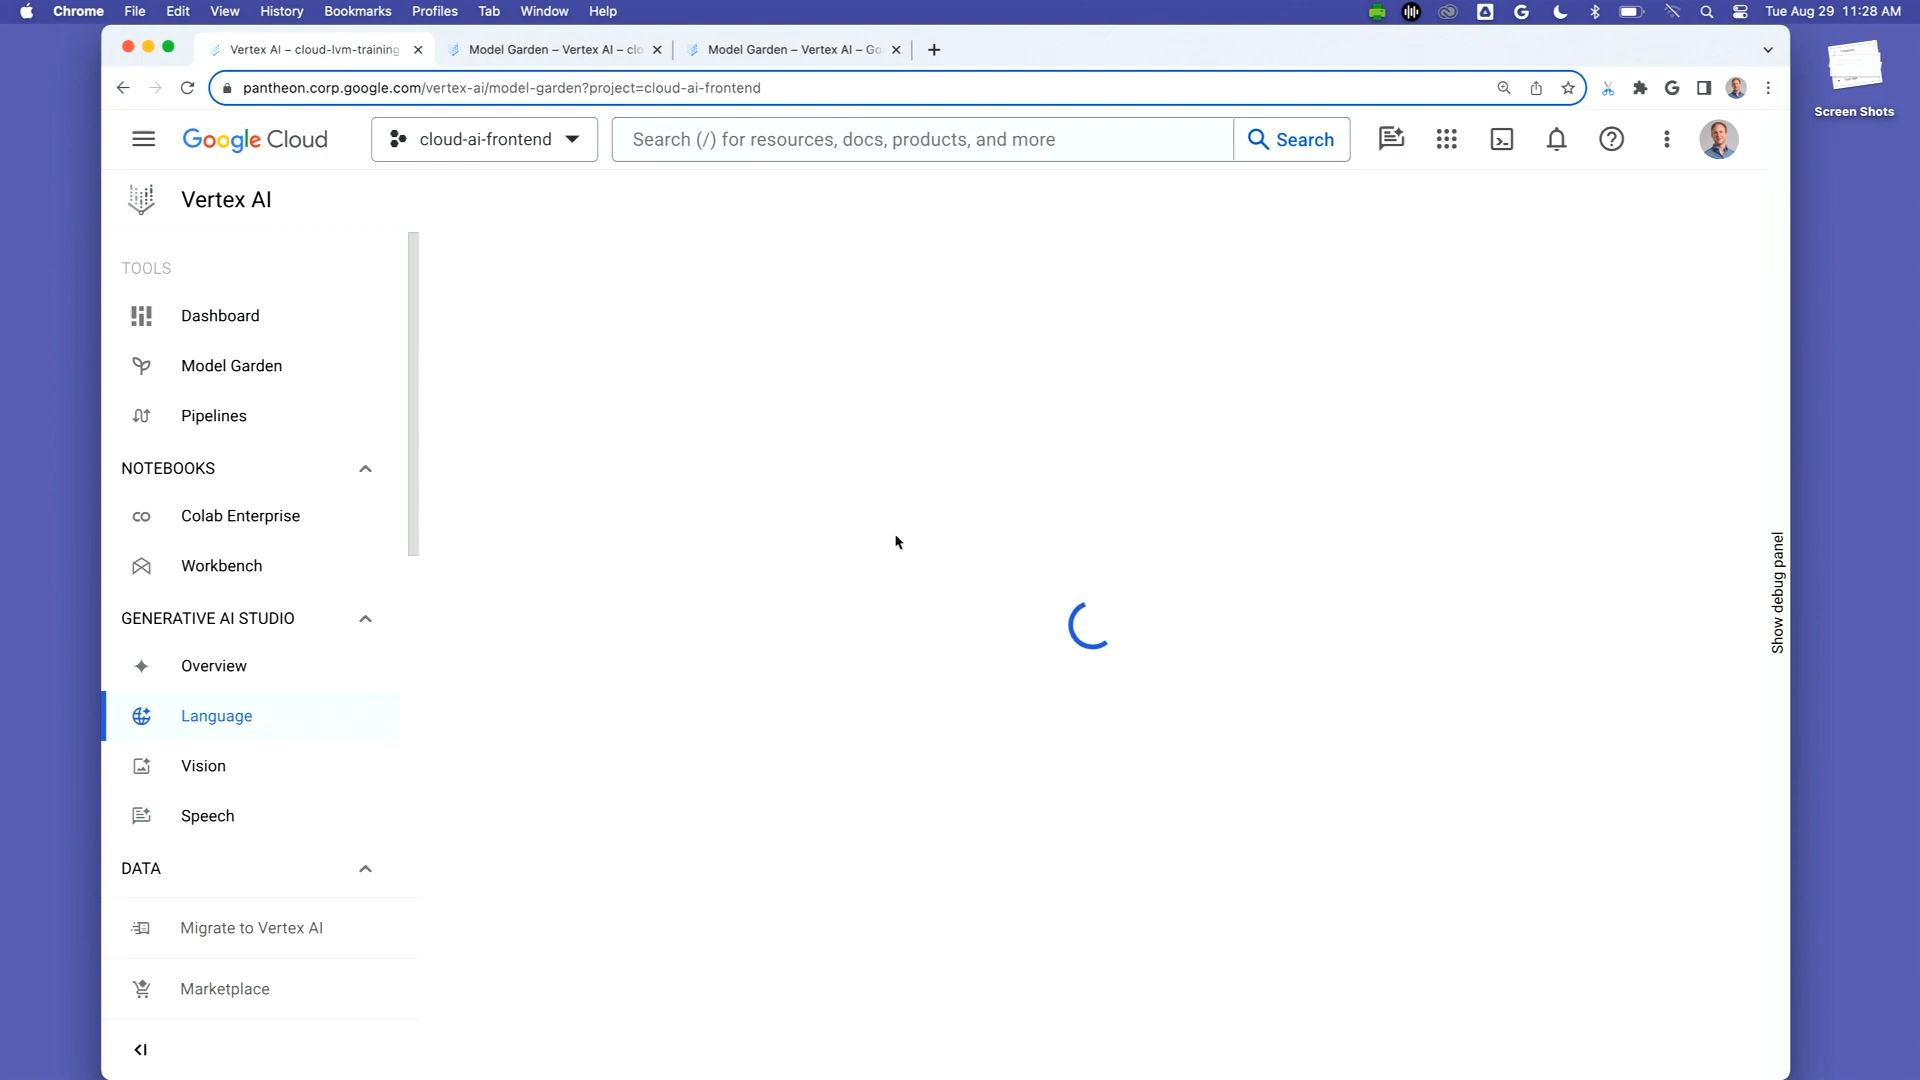 Chrome File Edit View History Bookmarks Profiles Tab Window Help Tue Aug 29 11:28 AM
Vertex AI – cloud-lvm-training Model Garden – Vertex AI – clo Model Garden – Vertex AI – Go
pantheon.corp.google.com/vertex-ai/model-garden?project=cloud-ai-frontend
Screen Shots
Google Cloud cloud-ai-frontend Search (/) for resources, docs, products, and more Search
Vertex AI
TOOLS
Dashboard
Model Garden
Pipelines
NOTEBOOKS
CO Colab Enterprise
Workbench
GENERATIVE AI STUDIO
Overview
Language
Vision
Speech
DATA
Migrate to Vertex AI
Marketplace
Show debug panel